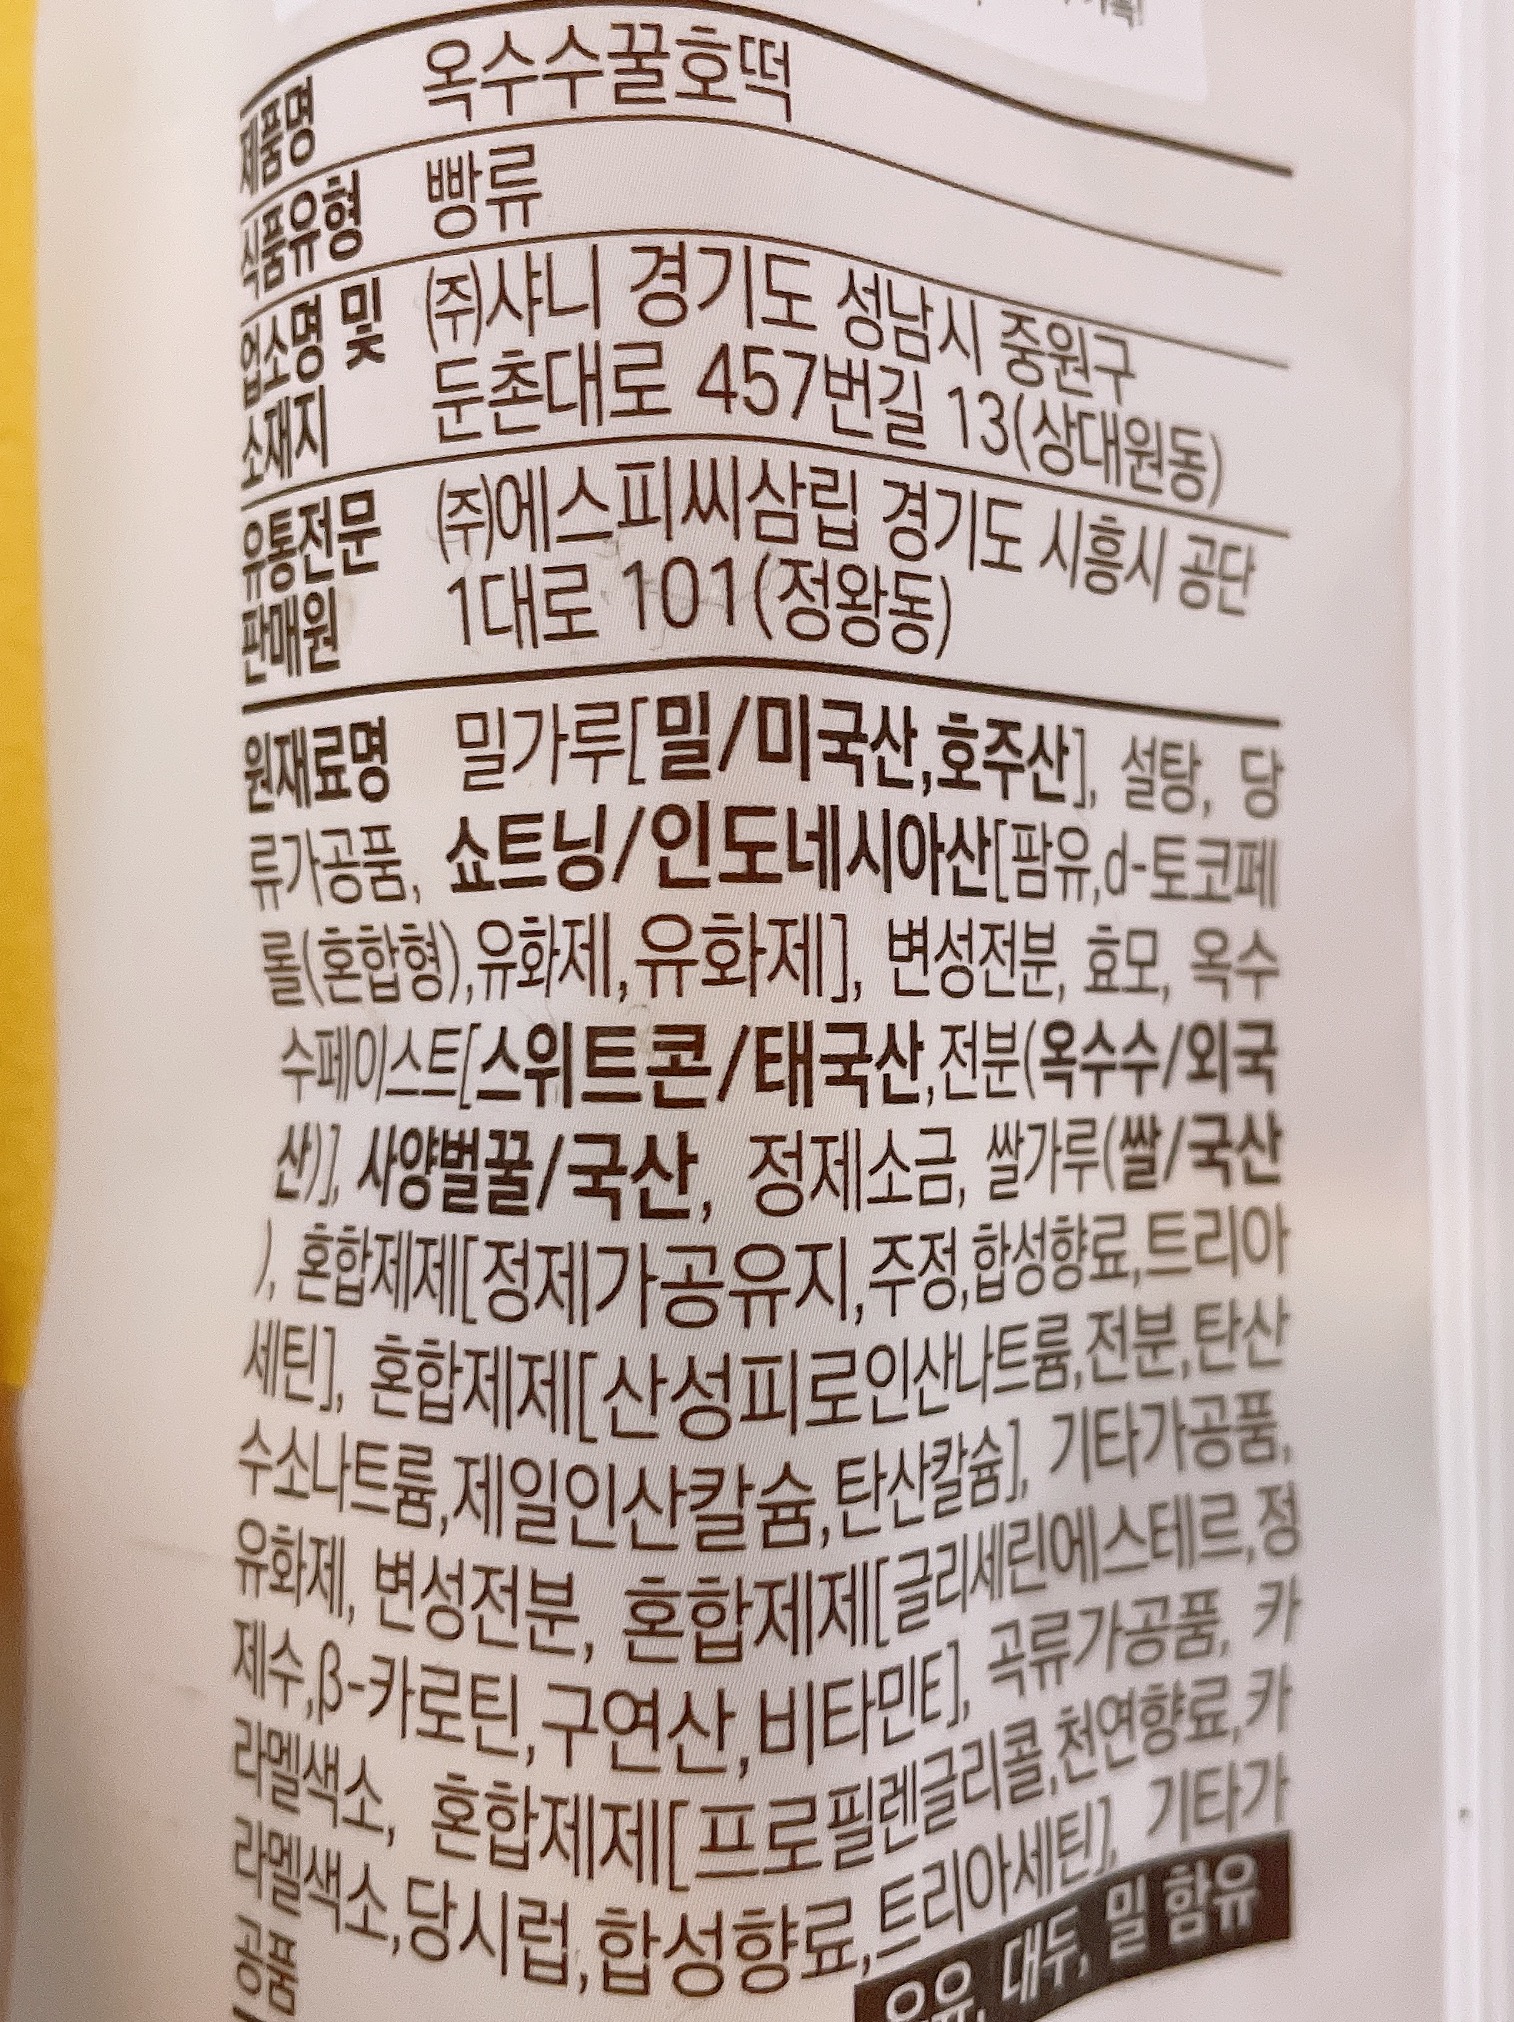 제품명 옥수수꿀호떡
식품유형 빵류
업소명 및 ㈜샤니 경기도 성남시 중원구
소재지 둔촌대로 457번길 13(상대원동)
유통전문 ㈜에스피씨삼립 경기도 시흥시 공단
판매원 1대로 101(정왕동)
원재료명 밀가루[밀/미국산,호주산], 설탕, 당
류가공품, 쇼트닝/인도네시아산[팜유,d-토코페
롤(혼합형),유화제,유화제], 변성전분, 효모, 옥수
수페이스트[스위트콘/태국산,전분(옥수수/외국
산)], 사양벌꿀/국산, 정제소금, 쌀가루(쌀/국산
), 혼합제제[정제가공유지,주정,합성향료,트리아
세틴], 혼합제제[산성피로인산나트륨,전분,탄산
수소나트륨,제일인산칼슘,탄산칼슘], 기타가공품,
유화제, 변성전분, 혼합제제[글리세린에스테르,정
제수,β-카로틴,구연산,비타민E], 곡류가공품, 카
라멜색소, 혼합제제[프로필렌글리콜,천연향료,카
라멜색소,당시럽,합성향료,트리아세틴], 기타가
공품
우유, 대두, 밀 함유